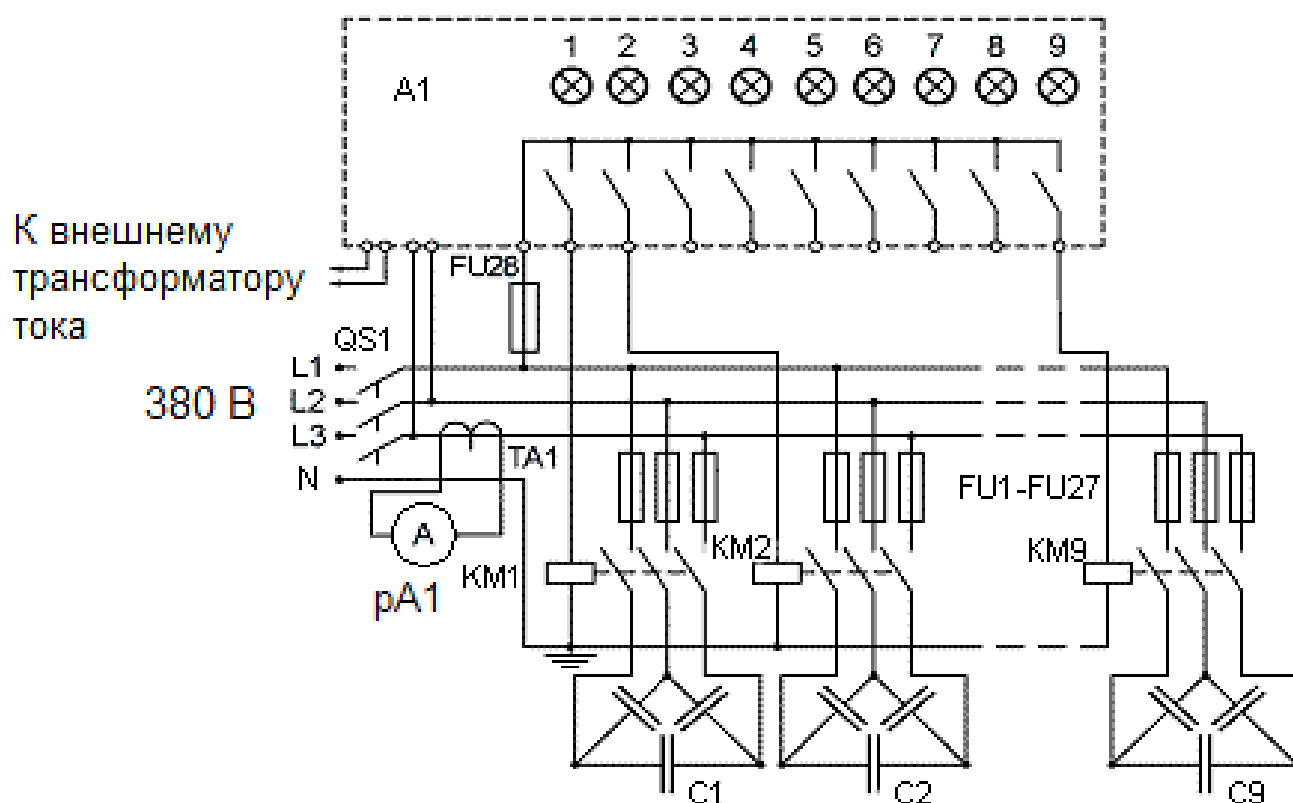 1 2 3 4 5 6 7 8 9
A1
К внешнему
трансформатору
тока
FU28
QS1
L1
380 В
L2
L3
N
TA1
A
pA1
FU1-FU27
KM1
KM2
KM9
C1
C2
C9